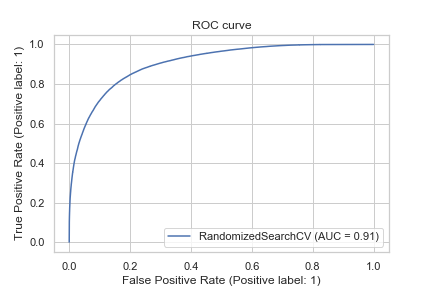 ROC curve
True Positive Rate (Positive label: 1)
1.0
0.8
0.6
0.4
0.2
0.0
RandomizedSearchCV (AUC = 0.91)
0.0 0.2 0.4 0.6 0.8 1.0
False Positive Rate (Positive label: 1)